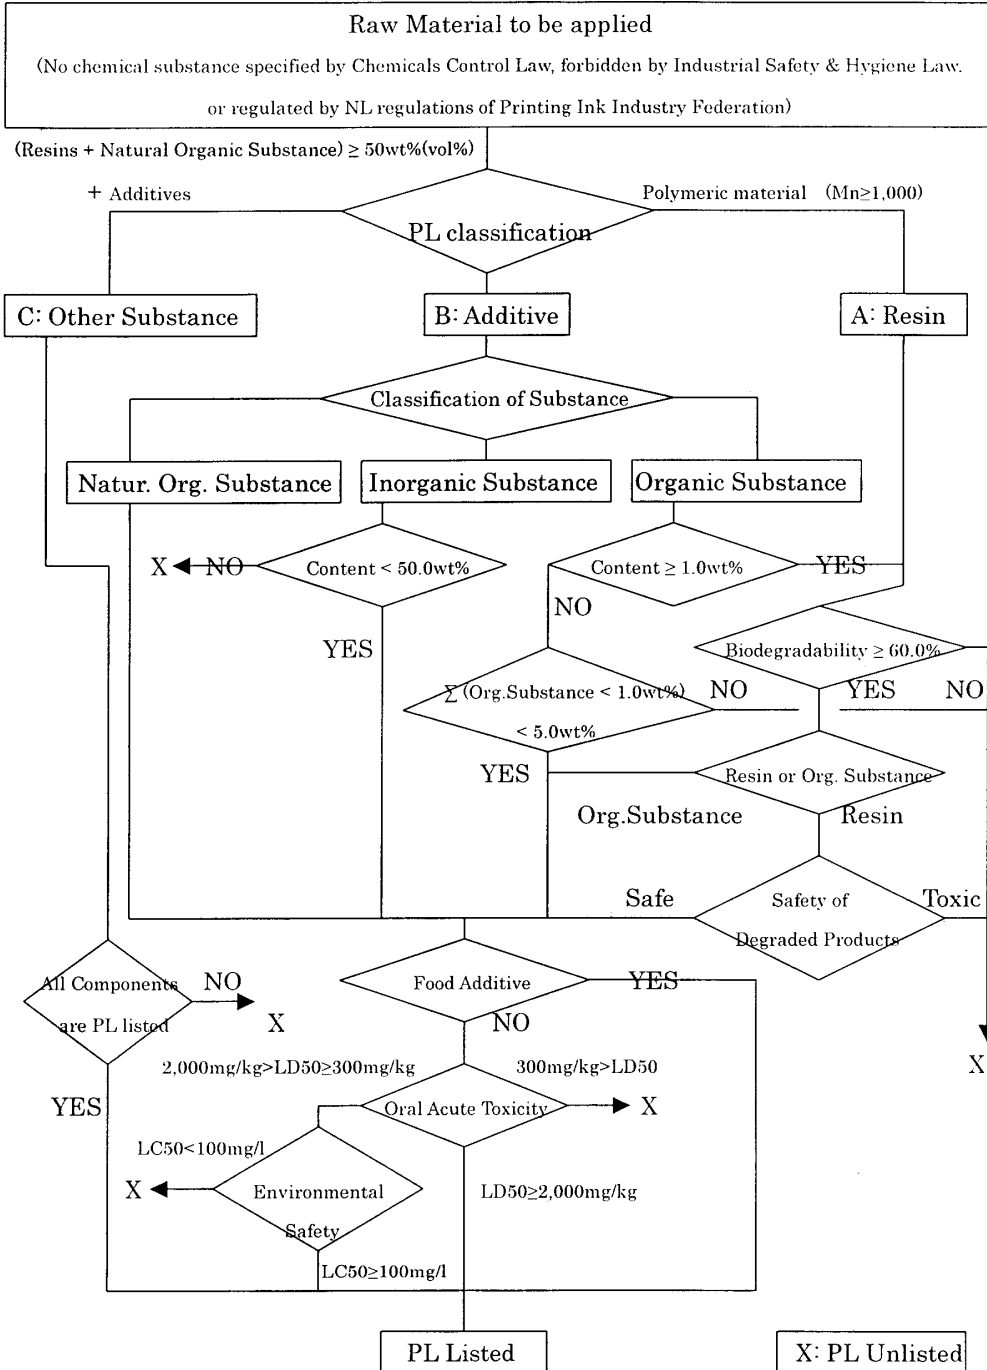 Raw Material to be applied
(No chemical substance specified by Chemicals Control Law, forbidden by Industrial Safety & Hygiene Law.
or regulated by NL regulations of Printing Ink Industry Federation)
(Resins + Natural Organic Substance) ≥ 50wt%(vol%)
+ Additives
Polymeric material (Mn≥1,000)
PL classification
C: Other Substance
B: Additive
A: Resin
Classification of Substance
Natur. Org. Substance
Inorganic Substance
Organic Substance
X
NO
Content < 50.0wt%
Content ≥ 1.0wt%
YES
NO
YES
Biodegradability ≥ 60.0%
∑ (Org.Substance < 1.0wt%)
< 5.0wt%
NO
YES
NO
YES
Resin or Org. Substance
Org.Substance
Resin
Safe
Safety of
Degraded Products
Toxic
All Components
are PL listed
NO
X
Food Additive
YES
NO
X
2,000mg/kg>LD50≥300mg/kg
300mg/kg>LD50
YES
Oral Acute Toxicity
X
LC50<100mg/l
X
Environmental
Safety
LD50≥2,000mg/kg
LC50≥100mg/l
PL Listed
X: PL Unlisted